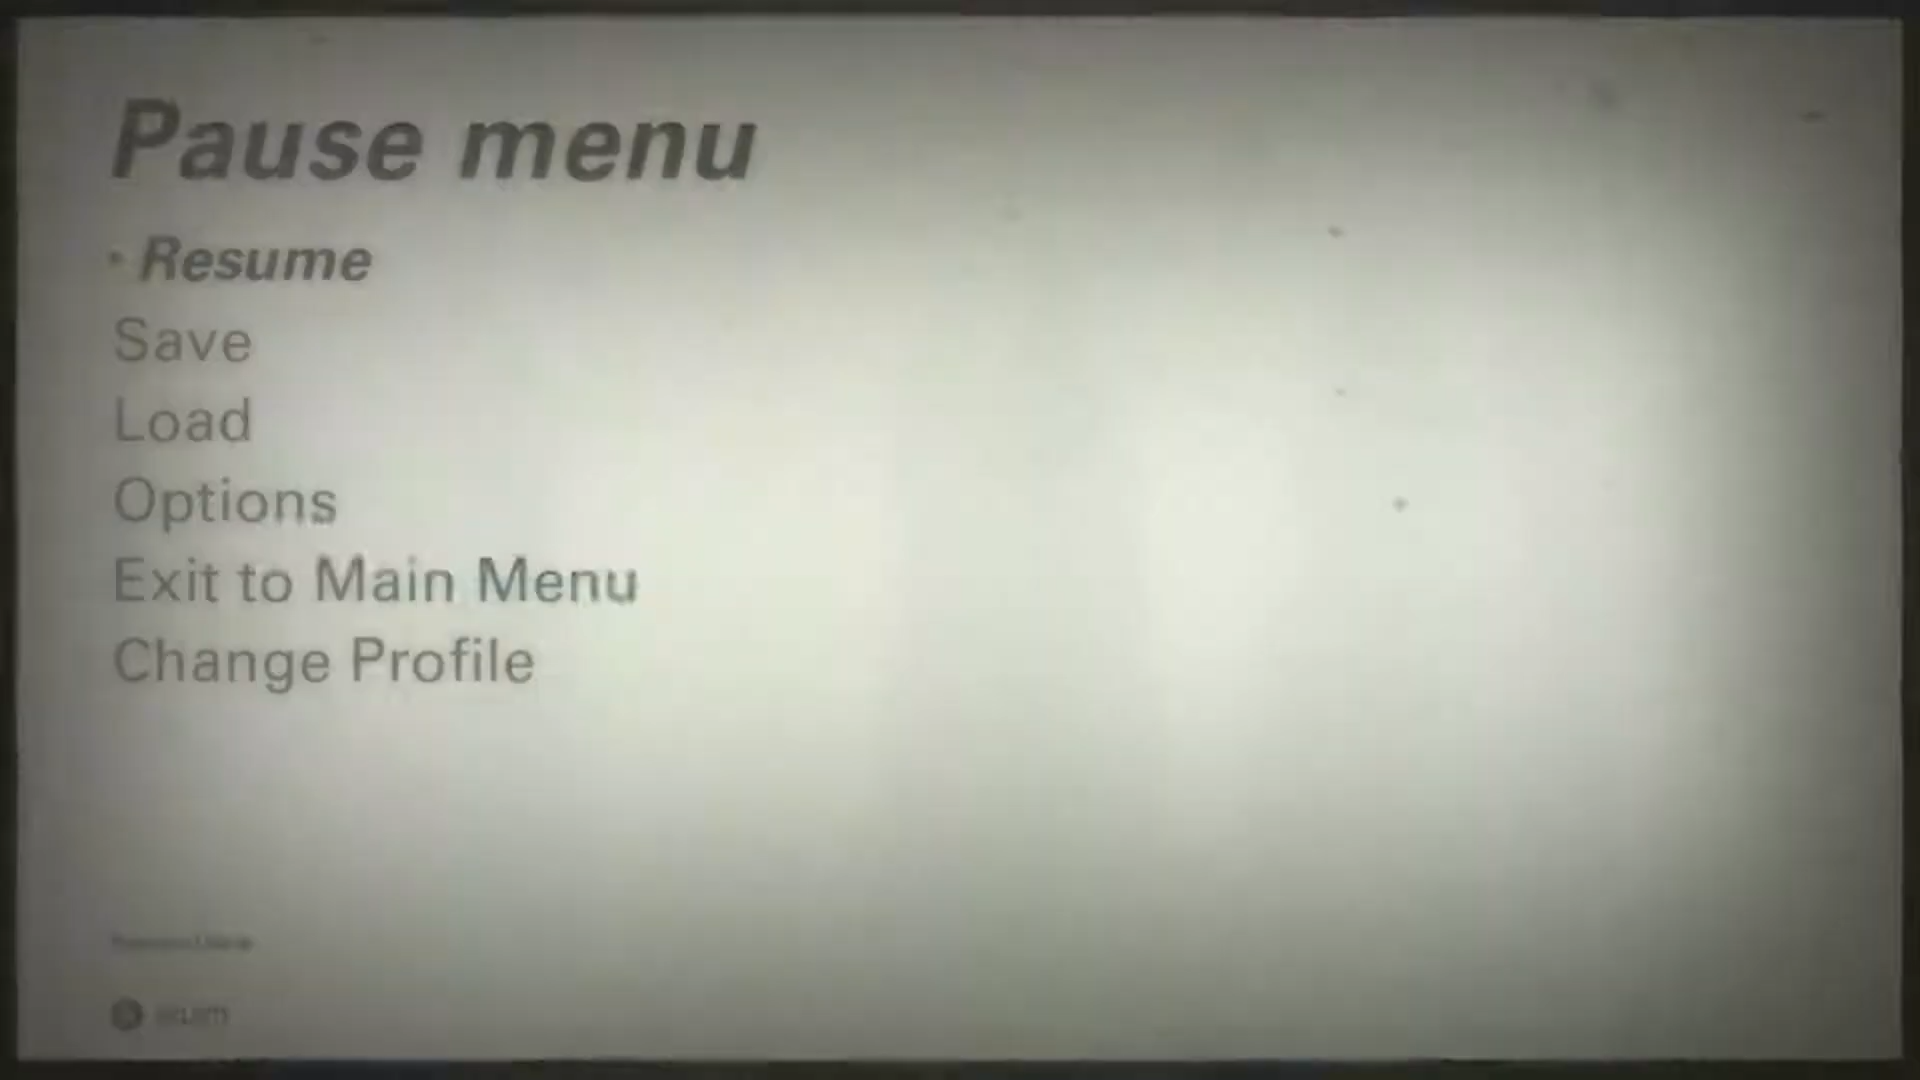 Pause menu
• Resume
Save
Load
Options
Exit to Main Menu
Change Profile